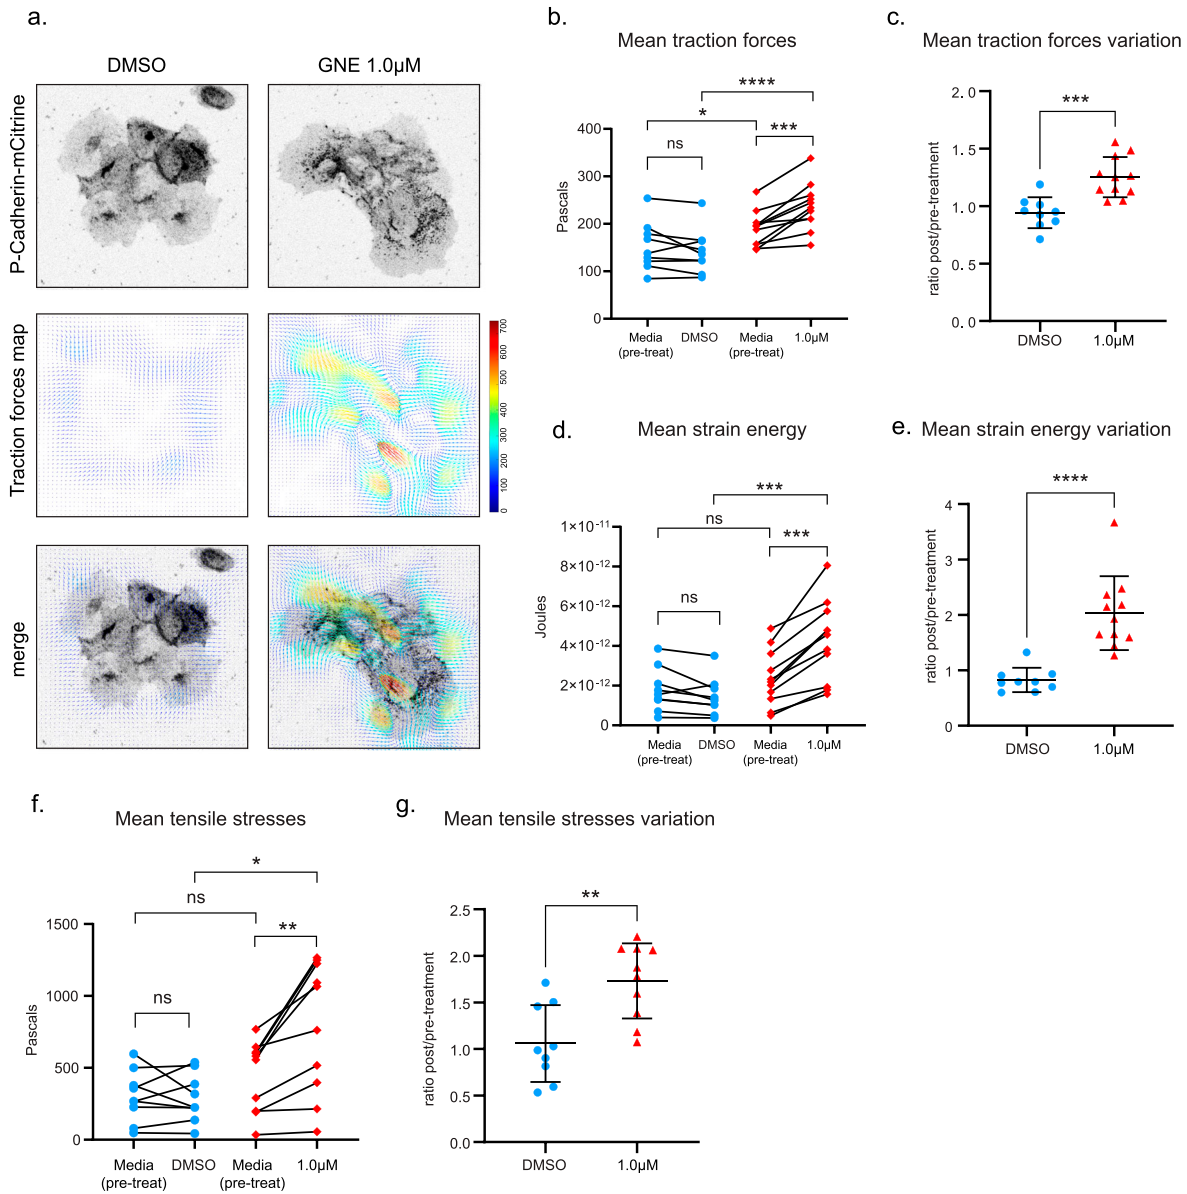 a.
DMSO
GNE 1.0µM
P-Cadherin-mCitrine
Traction forces map
merge
700
600
500
400
300
200
100
0
b.
Mean traction forces
****
*
***
ns
Pascals
400
300
200
100
0
Media (pre-treat)
DMSO
Media (pre-treat)
1.0µM
c.
Mean traction forces variation
***
ratio post/pre-treatment
2.0
1.5
1.0
0.5
0.0
DMSO
1.0µM
d.
Mean strain energy
***
ns
***
ns
Joules
1×10-11
8×10-12
6×10-12
4×10-12
2×10-12
0
Media (pre-treat)
DMSO
Media (pre-treat)
1.0µM
e.
Mean strain energy variation
****
ratio post/pre-treatment
4
3
2
1
0
DMSO
1.0µM
f.
Mean tensile stresses
*
ns
**
ns
Pascals
1500
1000
500
0
Media (pre-treat)
DMSO
Media (pre-treat)
1.0µM
g.
Mean tensile stresses variation
**
ratio post/pre-treatment
2.5
2.0
1.5
1.0
0.5
0.0
DMSO
1.0µM